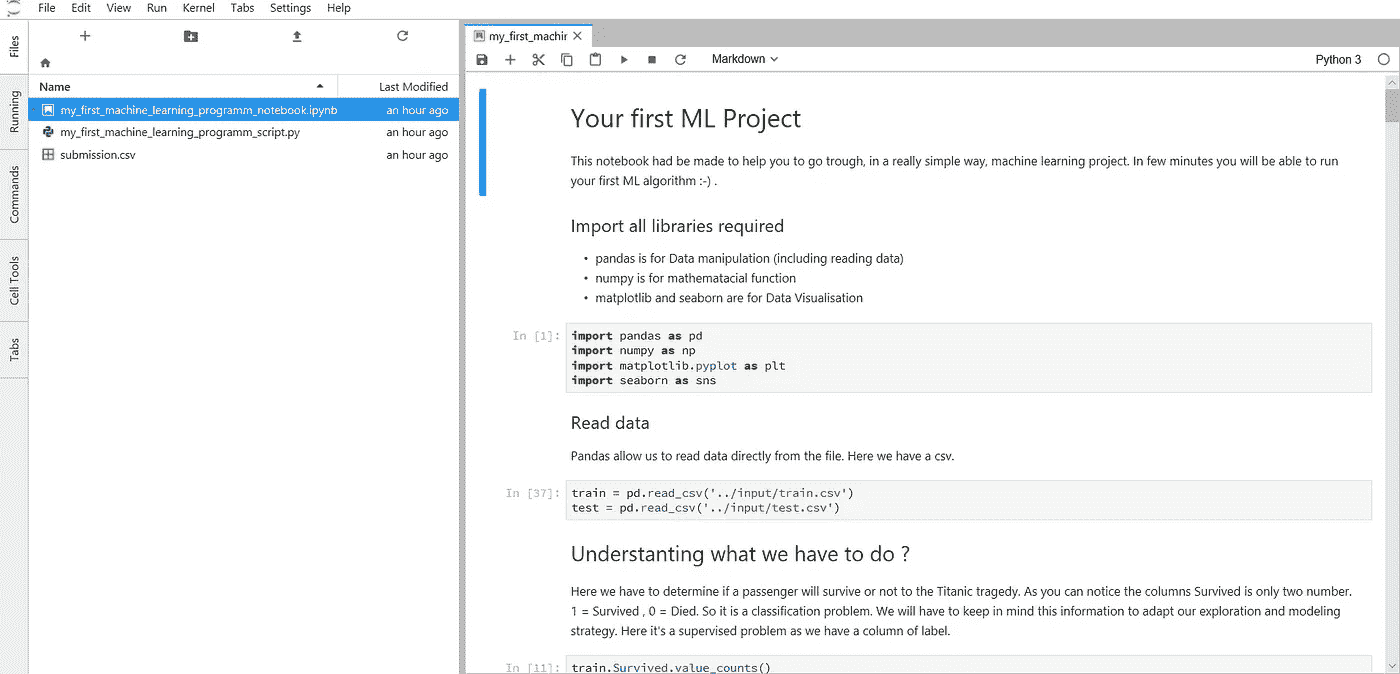 File Edit View Run Kernel Tabs Settings Help
Files
Running
Commands
Cell Tools
Tabs
Name Last Modified
my_first_machine_learning_programm_notebook.ipynb an hour ago
my_first_machine_learning_programm_script.py an hour ago
submission.csv an hour ago
my_first_machir
Markdown Python 3
Your first ML Project
This notebook had be made to help you to go trough, in a really simple way, machine learning project. In few minutes you will be able to run
your first ML algorithm :-) .
Import all libraries required
• pandas is for Data manipulation (including reading data)
• numpy is for mathematacial function
• matplotlib and seaborn are for Data Visualisation
In [1]: import pandas as pd
import numpy as np
import matplotlib.pyplot as plt
import seaborn as sns
Read data
Pandas allow us to read data directly from the file. Here we have a csv.
In [37]: train = pd.read_csv('../input/train.csv')
test = pd.read_csv('../input/test.csv')
Understanting what we have to do ?
Here we have to determine if a passenger will survive or not to the Titanic tragedy. As you can notice the columns Survived is only two number.
1 = Survived , 0 = Died. So it is a classification problem. We will have to keep in mind this information to adapt our exploration and modeling
strategy. Here it's a supervised problem as we have a column of label.
In [11]: train.Survived.value_counts()